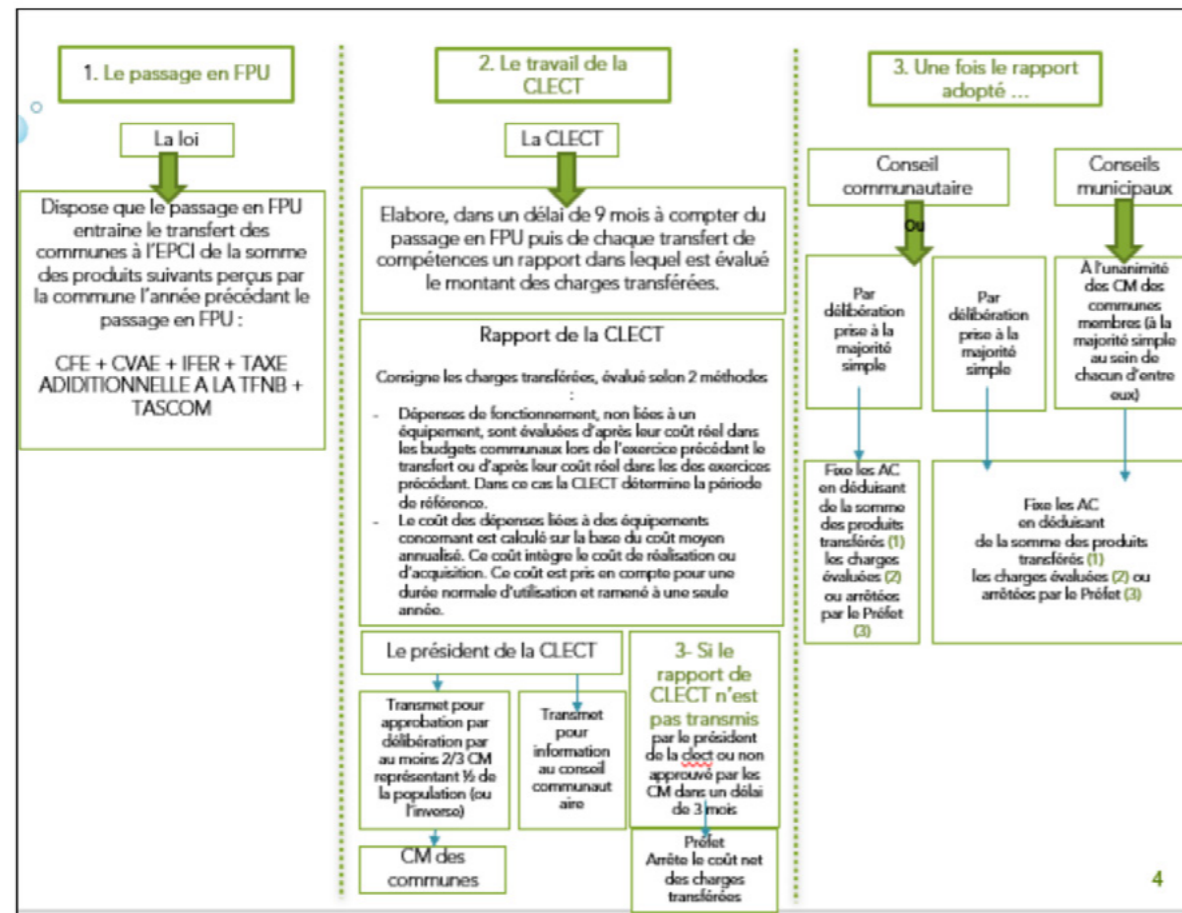 1. Le passage en FPU
La loi
Dispose que le passage en FPU
entraine le transfert des
communes à l'EPCI de la somme
des produits suivants perçus par
la commune l'année précédant le
passage en FPU :
CFE + CVAE + IFER + TAXE
ADIDITIONNELLE A LA TFNB +
TASCOM
2. Le travail de la
CLECT
La CLECT
Elabore, dans un délai de 9 mois à compter du
passage en FPU puis de chaque transfert de
compétences un rapport dans lequel est évalué
le montant des charges transférées.
Rapport de la CLECT
Consigne les charges transférées, évalué selon 2 méthodes
:
- Dépenses de fonctionnement, non liées à un
équipement, sont évaluées d'après leur coût réel dans
les budgets communaux lors de l'exercice précédant le
transfert ou d'après leur coût réel dans les des exercices
précédant. Dans ce cas la CLECT détermine la période
de référence.
- Le coût des dépenses liées à des équipements
concernant est calculé sur la base du coût moyen
annualisé. Ce coût intègre le coût de réalisation ou
d'acquisition. Ce coût est pris en compte pour une
durée normale d'utilisation et ramené à une seule
année.
Le président de la CLECT
Transmet pour
approbation par
délibération par
au moins 2/3 CM
représentant ½ de
la population (ou
l'inverse)
CM des
communes
Transmet
pour
information
au conseil
communaut
aire
3- Si le
rapport de
CLECT n'est
pas transmis
par le président
de la clect ou non
approuvé par les
CM dans un délai
de 3 mois
Préfet
Arrête le coût net
des charges
transférées
3. Une fois le rapport
adopté ...
Conseil
communautaire
Ou
Par
délibération
prise à la
majorité
simple
Fixe les AC
en déduisant
de la somme
des produits
transférés (1)
les charges
évaluées (2)
ou arrêtées
par le Préfet
(3)
Par
délibération
prise à la
majorité
simple
Conseils
municipaux
À l'unanimité
des CM des
communes
membres (à la
majorité simple
au sein de
chacun d'entre
eux)
Fixe les AC
en déduisant
de la somme des produits
transférés (1)
les charges évaluées (2) ou
arrêtées par le Préfet (3)
4